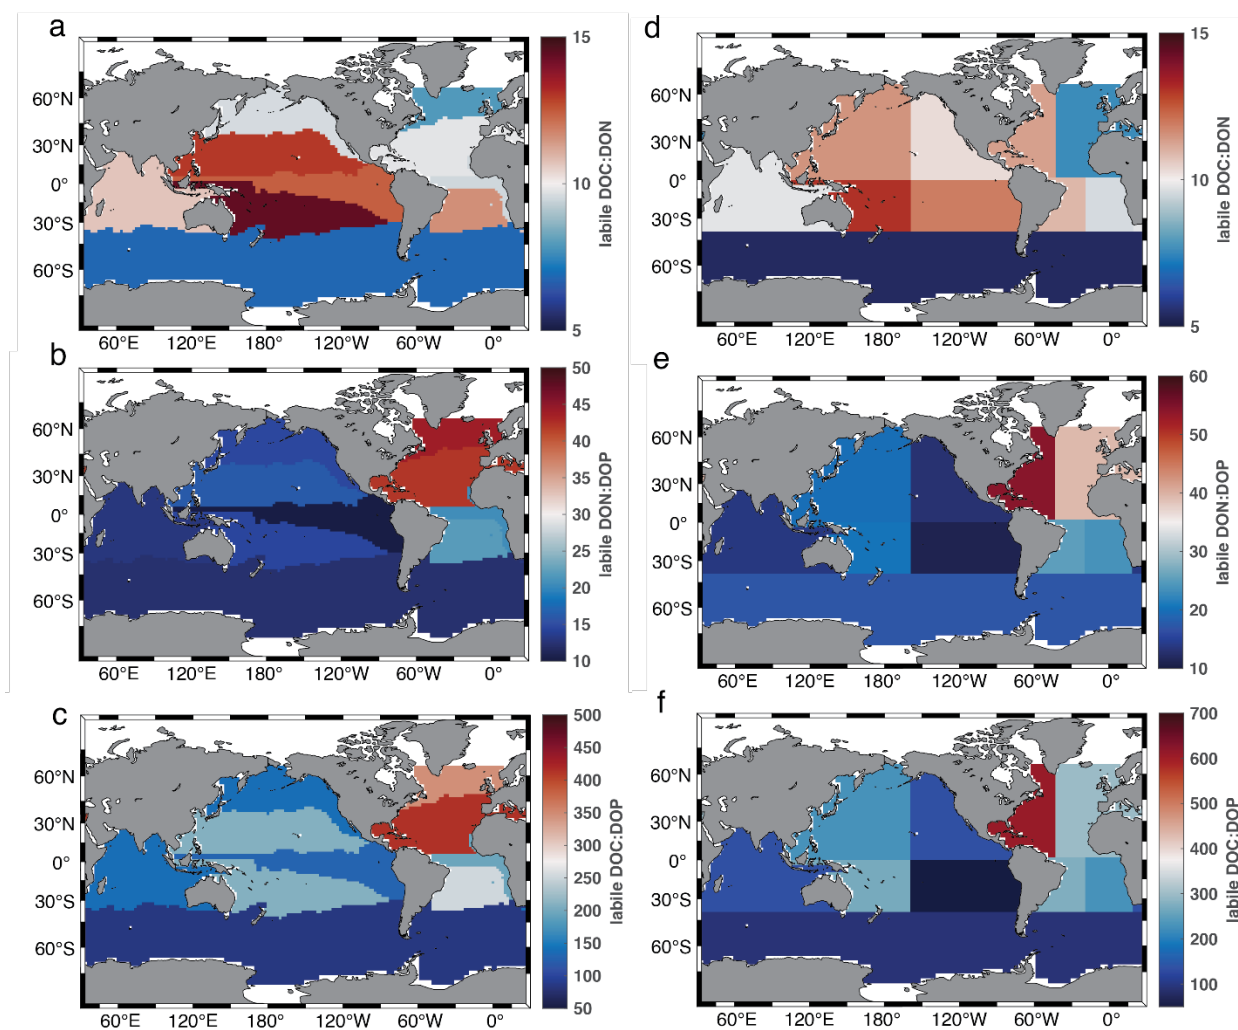 a
60°N
30°N
0°
30°S
60°S
60°E
120°E
180°
120°W
60°W
0°
15
10
5
labile DOC:DON
b
60°N
30°N
0°
30°S
60°S
60°E
120°E
180°
120°W
60°W
0°
50
45
40
35
30
25
20
15
10
labile DON:DOP
c
60°N
30°N
0°
30°S
60°S
60°E
120°E
180°
120°W
60°W
0°
500
450
400
350
300
250
200
150
100
50
labile DOC:DOP
d
60°N
30°N
0°
30°S
60°S
60°E
120°E
180°
120°W
60°W
0°
15
10
5
labile DOC:DON
e
60°N
30°N
0°
30°S
60°S
60°E
120°E
180°
120°W
60°W
0°
60
50
40
30
20
10
labile DON:DOP
f
60°N
30°N
0°
30°S
60°S
60°E
120°E
180°
120°W
60°W
0°
700
600
500
400
300
200
100
labile DOC:DOP